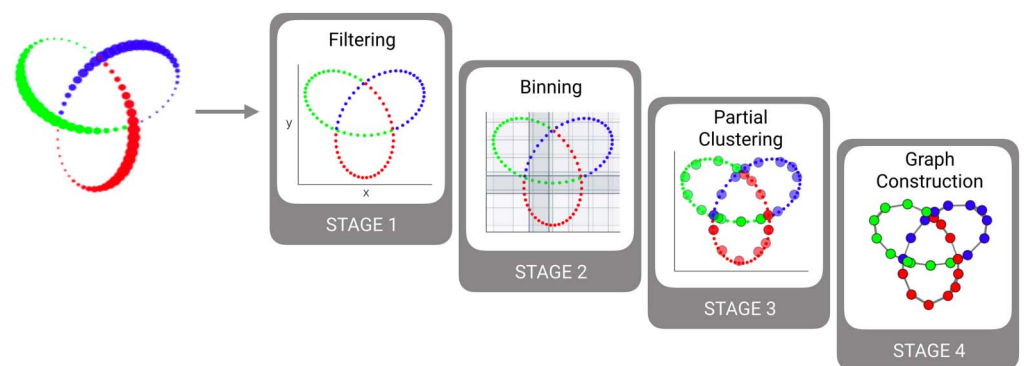 Filtering
y
x
STAGE 1
Binning
STAGE 2
Partial
Clustering
STAGE 3
Graph
Construction
STAGE 4